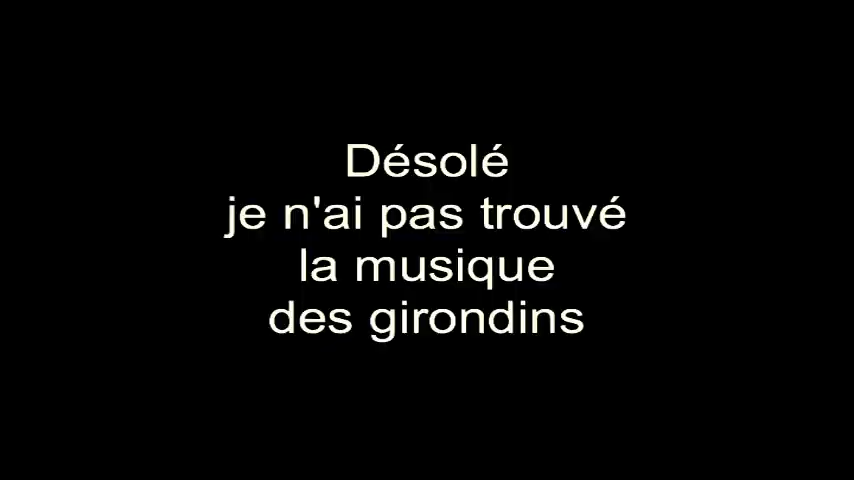 Désolé
je n'ai pas trouvé
la musique
des girondins